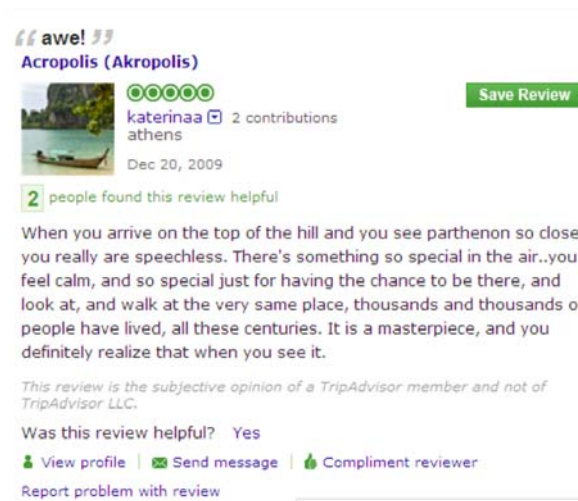 “ awe! ”
Acropolis (Akropolis)
Save Review
katerinaa 2 contributions
athens
Dec 20, 2009
2 people found this review helpful
When you arrive on the top of the hill and you see parthenon so close
you really are speechless. There's something so special in the air..you
feel calm, and so special just for having the chance to be there, and
look at, and walk at the very same place, thousands and thousands o
people have lived, all these centuries. It is a masterpiece, and you
definitely realize that when you see it.
This review is the subjective opinion of a TripAdvisor member and not of
TripAdvisor LLC.
Was this review helpful? Yes
View profile | Send message | Compliment reviewer
Report problem with review